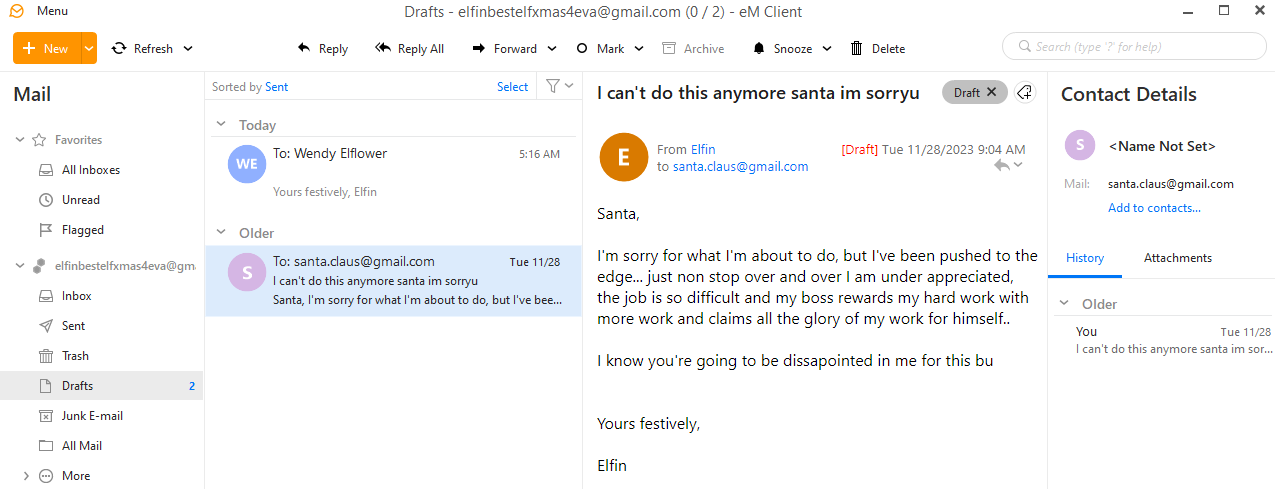 Menu
Drafts - elfinbestelfxmas4eva@gmail.com (0 / 2) - eM Client
New
Refresh
Reply
Reply All
Forward
Mark
Archive
Snooze
Delete
Search (type '?' for help)
Mail
Favorites
All Inboxes
Unread
Flagged
elfinbestelfxmas4eva@gma
Inbox
Sent
Trash
Drafts 2
Junk E-mail
All Mail
More
Sorted by Sent Select
Today
WE
To: Wendy Elflower 5:16 AM
Yours festively, Elfin
Older
S
To: santa.claus@gmail.com Tue 11/28
I can't do this anymore santa im sorryu
Santa, I'm sorry for what I'm about to do, but I've bee...
I can't do this anymore santa im sorryu
Draft
E
From Elfin [Draft] Tue 11/28/2023 9:04 AM
to santa.claus@gmail.com
Santa,
I'm sorry for what I'm about to do, but I've been pushed to the
edge... just non stop over and over I am under appreciated,
the job is so difficult and my boss rewards my hard work with
more work and claims all the glory of my work for himself..
I know you're going to be dissapointed in me for this bu
Yours festively,
Elfin
Contact Details
S
<Name Not Set>
Mail: santa.claus@gmail.com
Add to contacts...
History Attachments
Older
You Tue 11/28
I can't do this anymore santa im sor...